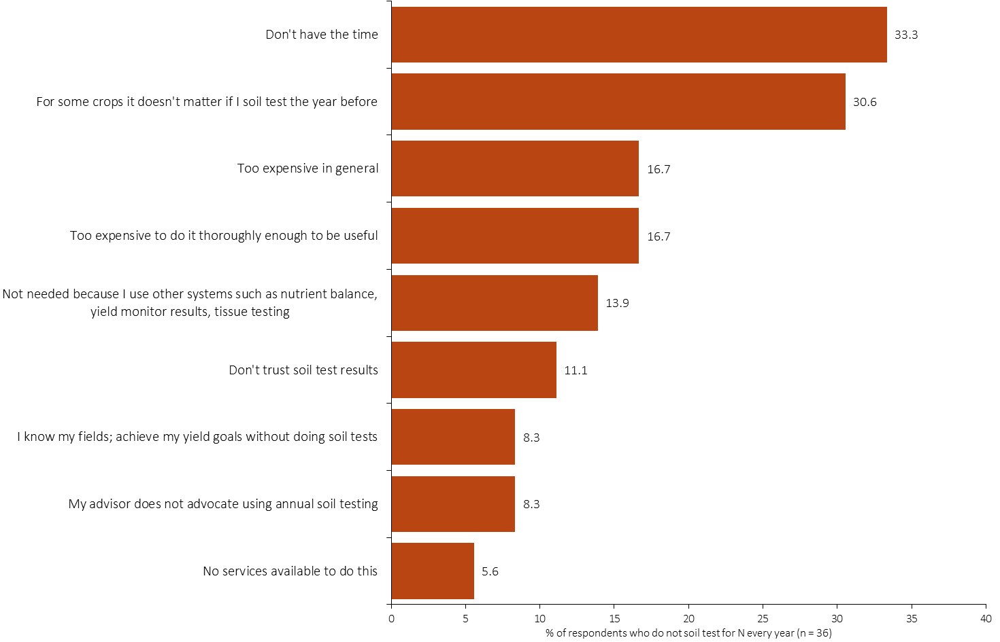 Don't have the time
33.3
For some crops it doesn't matter if I soil test the year before
30.6
Too expensive in general
16.7
Too expensive to do it thoroughly enough to be useful
16.7
Not needed because I use other systems such as nutrient balance,
yield monitor results, tissue testing
13.9
Don't trust soil test results
11.1
I know my fields; achieve my yield goals without doing soil tests
8.3
My advisor does not advocate using annual soil testing
8.3
No services available to do this
5.6
0 5 10 15 20 25 30 35 40
% of respondents who do not soil test for N every year (n = 36)